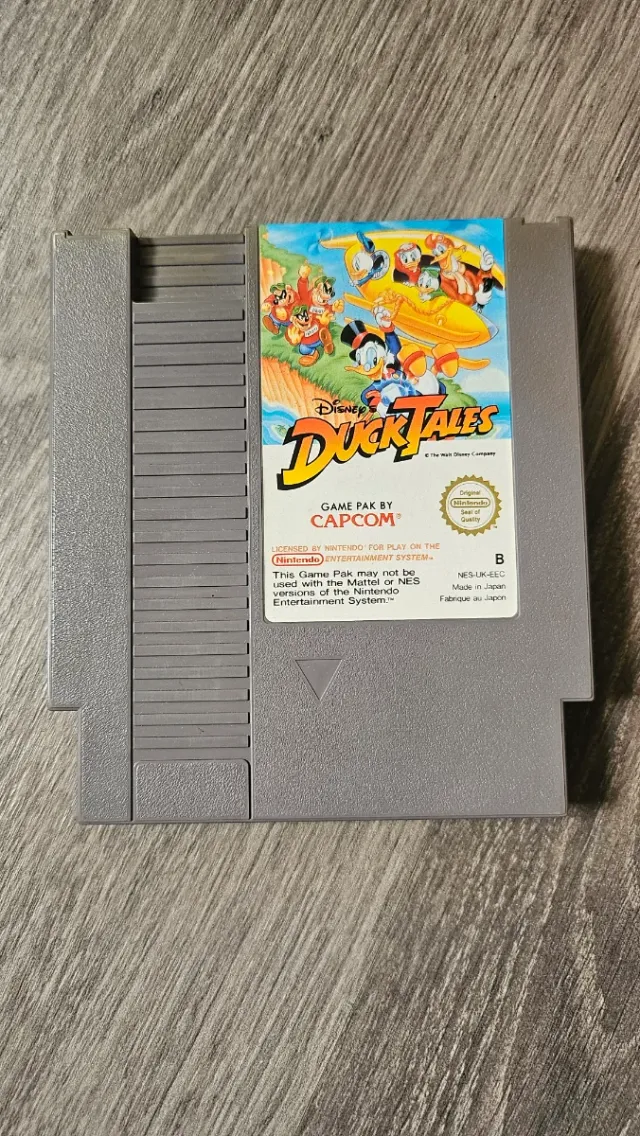 Disney's
DUCKTALES
© The Walt Disney Company
GAME PAK BY
CAPCOM®
Original
Nintendo
Seal of
Quality
LICENSED BY NINTENDO® FOR PLAY ON THE
Nintendo ENTERTAINMENT SYSTEM™
This Game Pak may not be
used with the Mattel or NES
versions of the Nintendo
Entertainment System.™
B
NES-UK-EEC
Made in Japan
Fabriqué au Japon